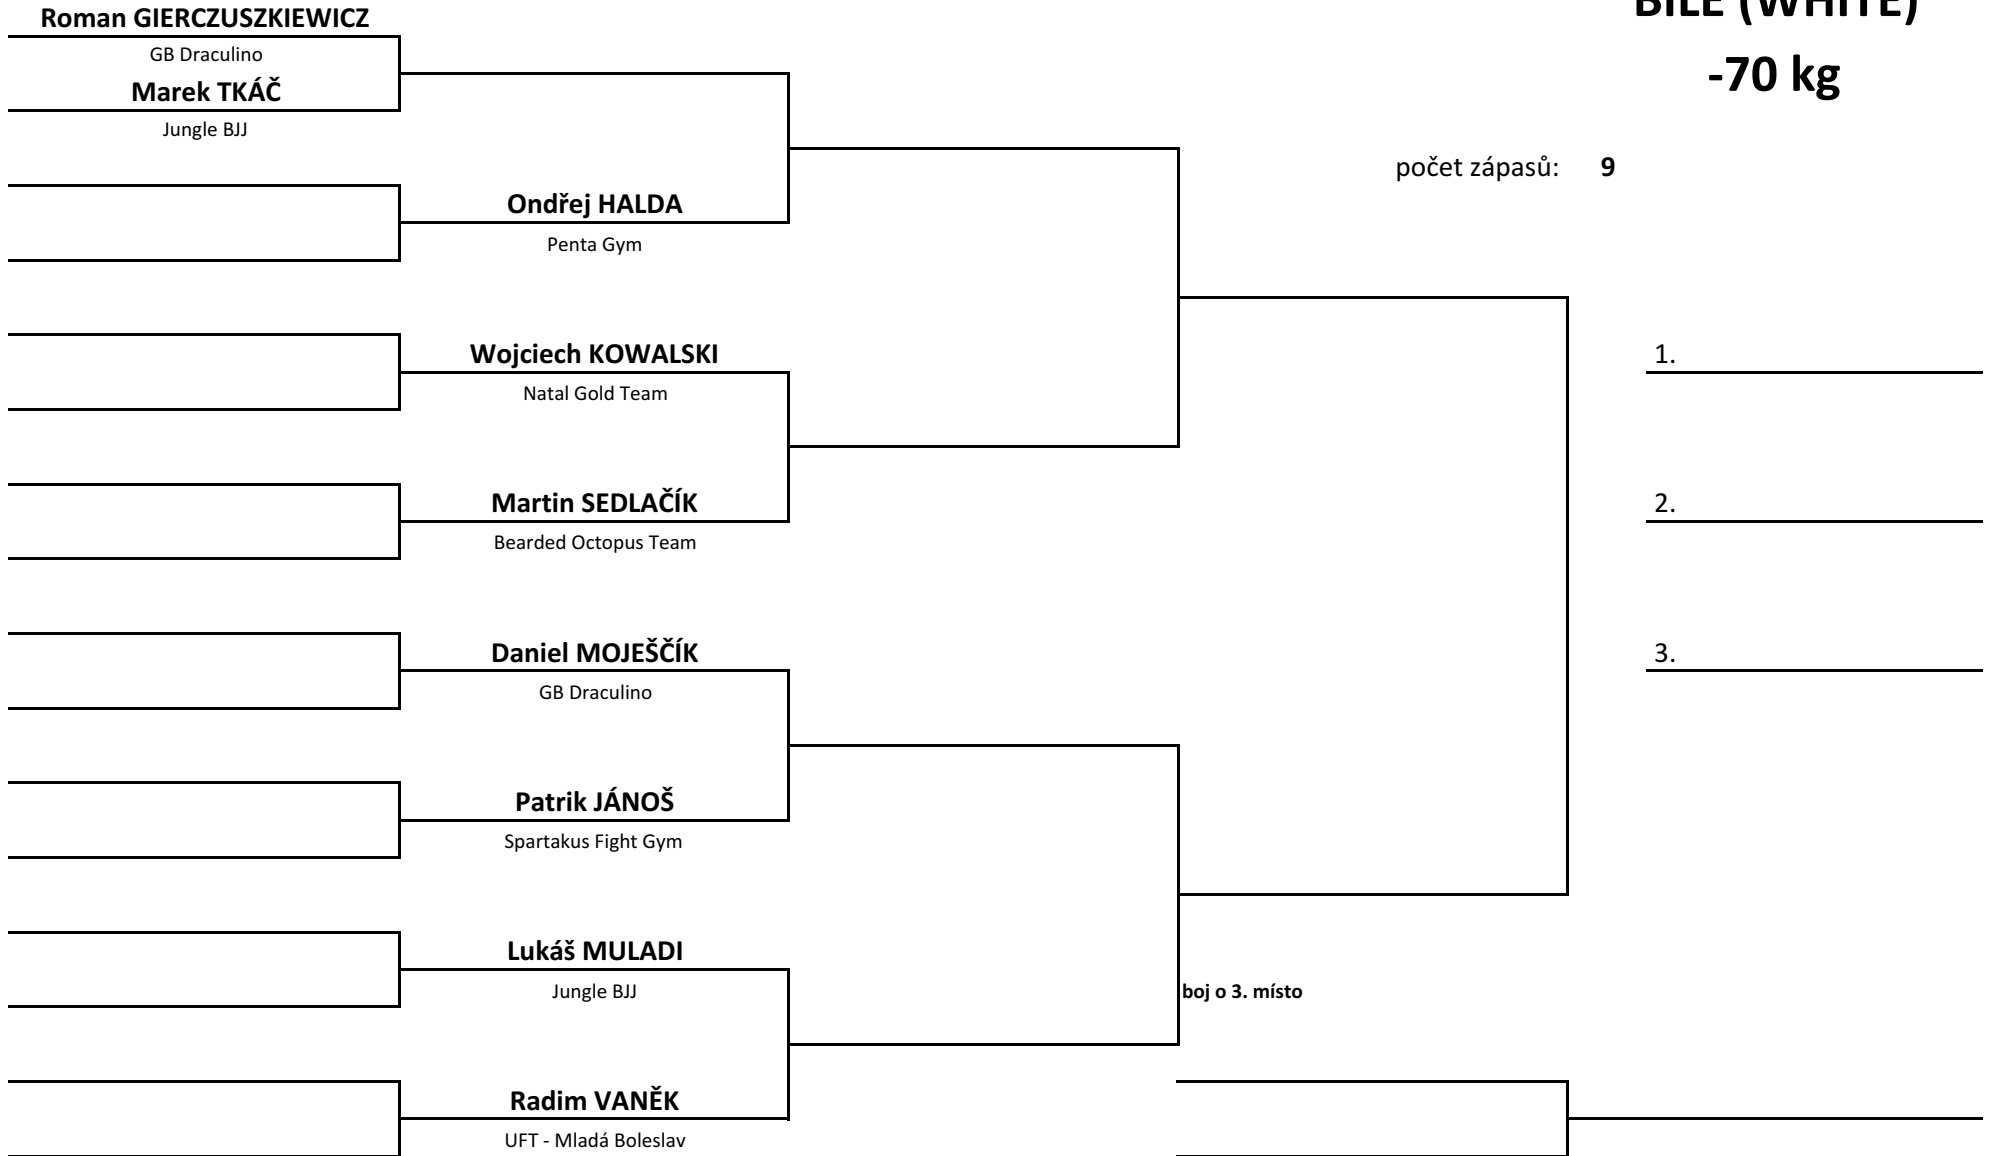 Roman GIERCZUSZKIEWICZ
GB Draculino
Marek TKÁČ
Jungle BJJ
BÍLÉ (WHITE)
-70 kg
počet zápasů: 9
Ondřej HALDA
Penta Gym
Wojciech KOWALSKI
Natal Gold Team
1.
Martin SEDLAČÍK
Bearded Octopus Team
2.
Daniel MOJEŠČÍK
GB Draculino
3.
Patrik JÁNOŠ
Spartakus Fight Gym
Lukáš MULADI
Jungle BJJ
boj o 3. místo
Radim VANĚK
UFT - Mladá Boleslav